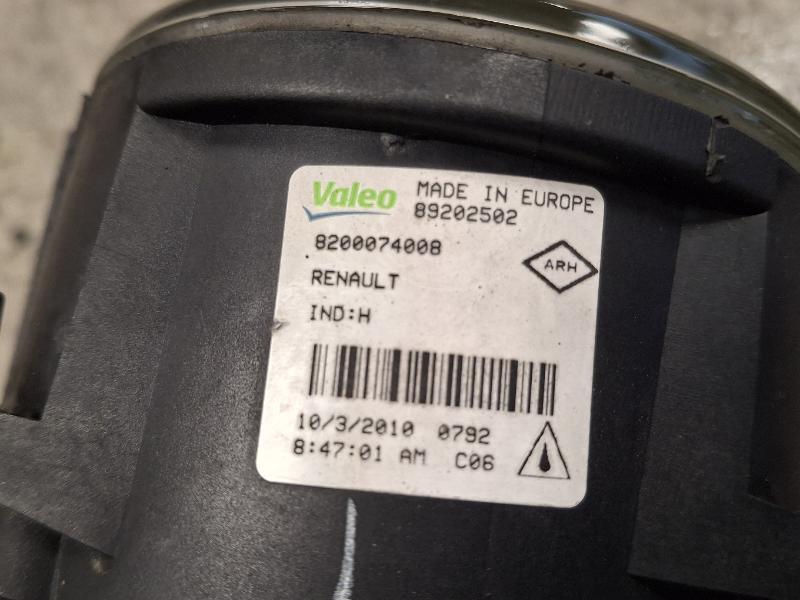 Valeo MADE IN EUROPE
89202502
8200074008
ARH
RENAULT
IND:H
10/3/2010 0792
8:47:01 AM C06